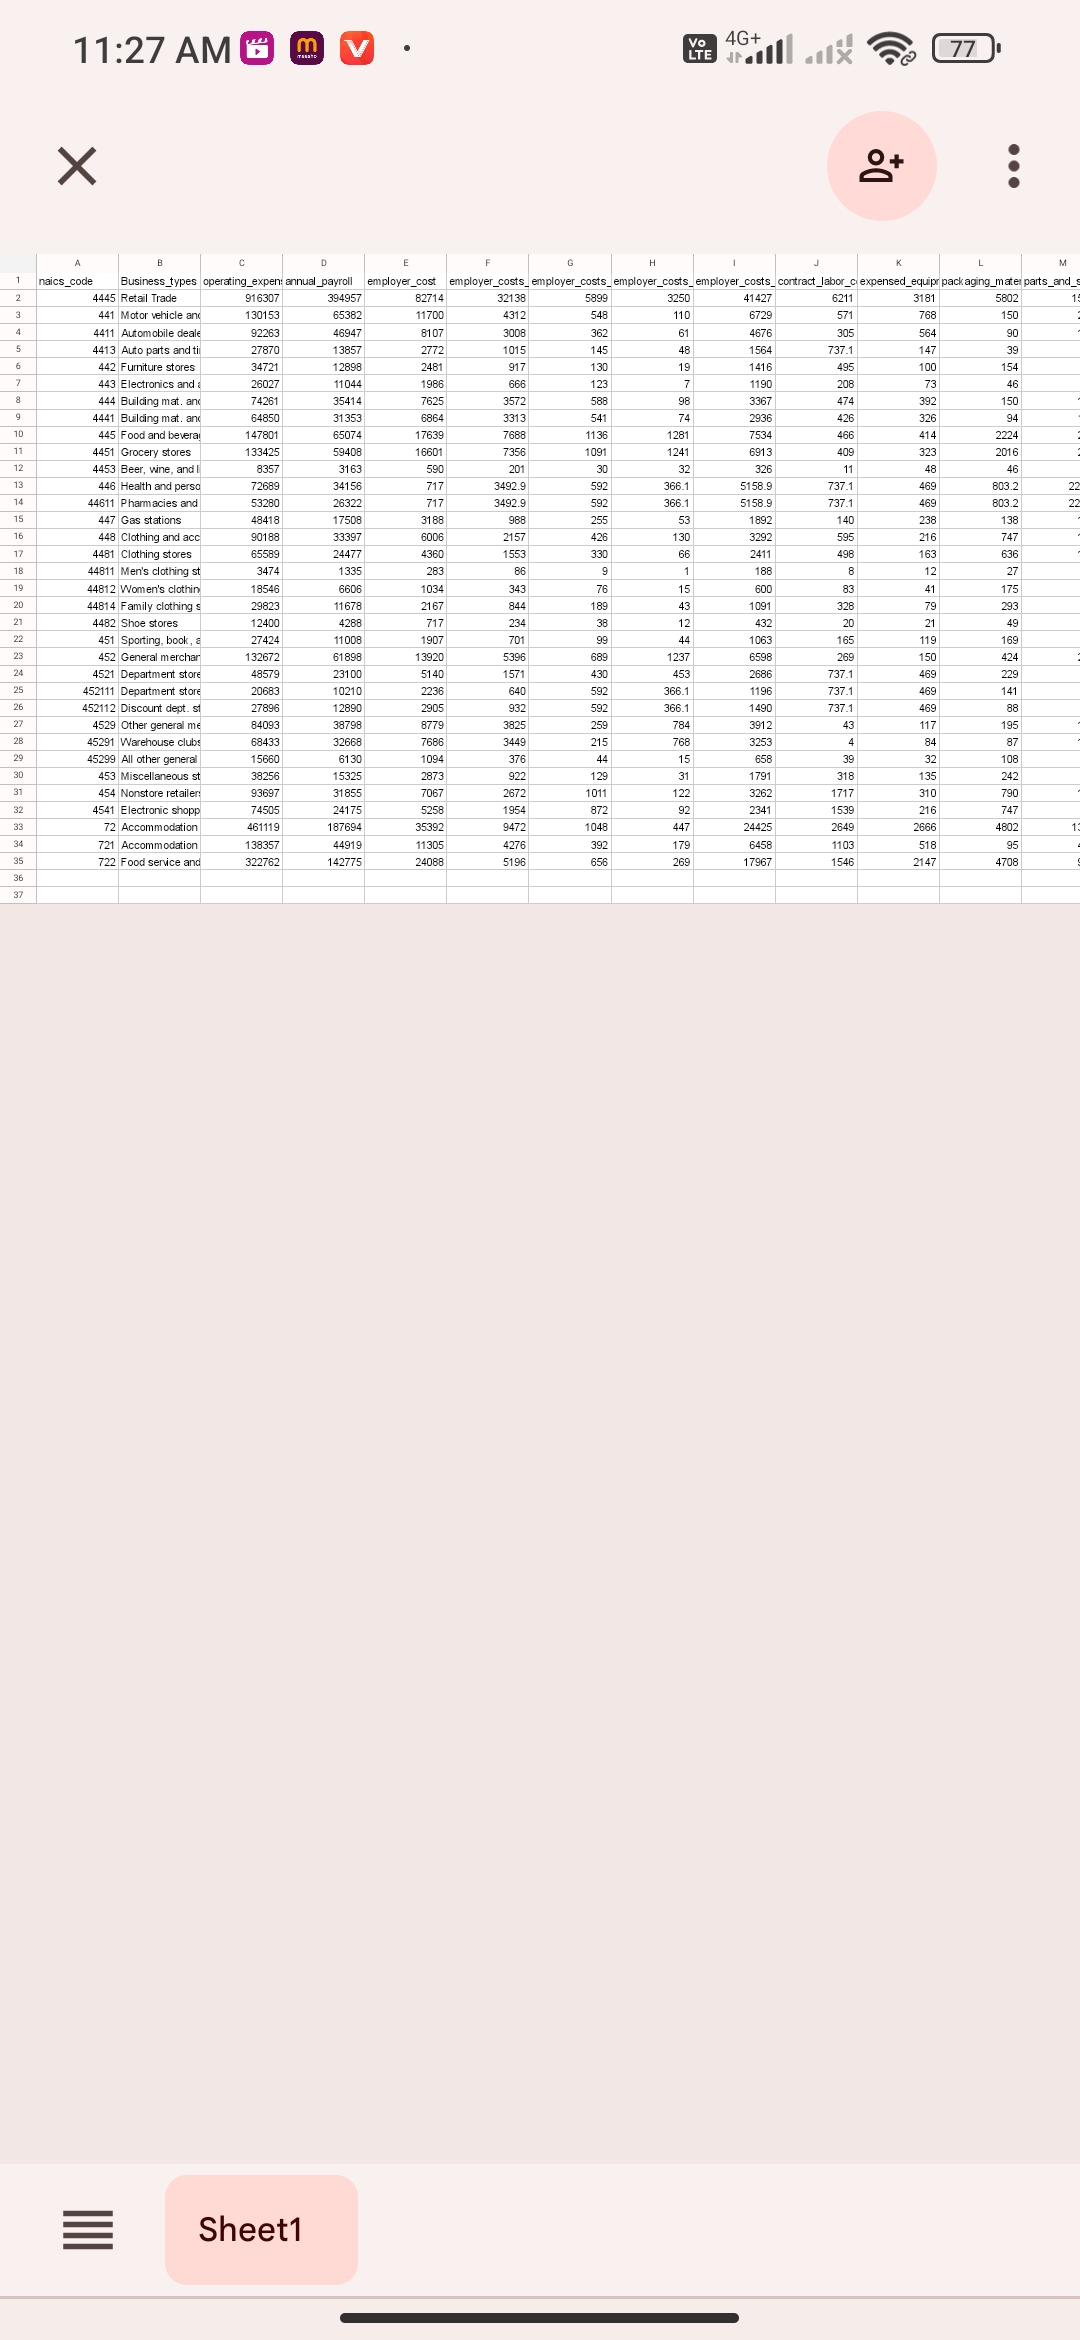 11:27 AM 4G+ 77
Vo LTE
A B C D E F G H I J K L M
1 naics_code Business_types operating_expens annual_payroll employer_cost employer_costs_ employer_costs_ employer_costs_ employer_costs_ contract_labor_c expensed_equipm packaging_mater parts_and_s
2 4445 Retail Trade 916307 394957 82714 32138 5899 3250 41427 6211 3181 5802 15
3 441 Motor vehicle and 130153 65382 11700 4312 548 110 6729 571 768 150 2
4 4411 Automobile deale 92263 46947 8107 3008 362 61 4676 305 564 90 1
5 4413 Auto parts and ti 27870 13857 2772 1015 145 48 1564 737.1 147 39
6 442 Furniture stores 34721 12898 2481 917 130 19 1416 495 100 154
7 443 Electronics and a 26027 11044 1986 666 123 7 1190 208 73 46
8 444 Building mat. and 74261 35414 7625 3572 588 98 3367 474 392 150 1
9 4441 Building mat. and 64850 31353 6864 3313 541 74 2936 426 326 94 1
10 445 Food and beverag 147801 65074 17639 7688 1136 1281 7534 466 414 2224 2
11 4451 Grocery stores 133425 59408 16601 7356 1091 1241 6913 409 323 2016 2
12 4453 Beer, wine, and li 8357 3163 590 201 30 32 326 11 48 46
13 446 Health and perso 72689 34156 717 3492.9 592 366.1 5158.9 737.1 469 803.2 22
14 44611 Pharmacies and 53280 26322 717 3492.9 592 366.1 5158.9 737.1 469 803.2 22
15 447 Gas stations 48418 17508 3188 988 255 53 1892 140 238 138 1
16 448 Clothing and acc 90188 33397 6006 2157 426 130 3292 595 216 747 1
17 4481 Clothing stores 65589 24477 4360 1553 330 66 2411 498 163 636 1
18 44811 Men's clothing st 3474 1335 283 86 9 1 188 8 12 27
19 44812 Women's clothin 18546 6606 1034 343 76 15 600 83 41 175
20 44814 Family clothing s 29823 11678 2167 844 189 43 1091 328 79 293
21 4482 Shoe stores 12400 4288 717 234 38 12 432 20 21 49
22 451 Sporting, book, a 27424 11008 1907 701 99 44 1063 165 119 169
23 452 General merchan 132672 61898 13920 5396 689 1237 6598 269 150 424 2
24 4521 Department store 48579 23100 5140 1571 430 453 2686 737.1 469 229
25 452111 Department store 20683 10210 2236 640 592 366.1 1196 737.1 469 141
26 452112 Discount dept. st 27896 12890 2905 932 592 366.1 1490 737.1 469 88
27 4529 Other general me 84093 38798 8779 3825 259 784 3912 43 117 195 1
28 45291 Warehouse clubs 68433 32668 7686 3449 215 768 3253 4 84 87 1
29 45299 All other general 15660 6130 1094 376 44 15 658 39 32 108
30 453 Miscellaneous st 38256 15325 2873 922 129 31 1791 318 135 242
31 454 Nonstore retailers 93697 31855 7067 2672 1011 122 3262 1717 310 790 1
32 4541 Electronic shopp 74505 24175 5258 1954 872 92 2341 1539 216 747
33 72 Accommodation 461119 187694 35392 9472 1048 447 24425 2649 2666 4802 13
34 721 Accommodation 138357 44919 11305 4276 392 179 6458 1103 518 95 4
35 722 Food service and 322762 142775 24088 5196 656 269 17967 1546 2147 4708 9
36
37
Sheet1